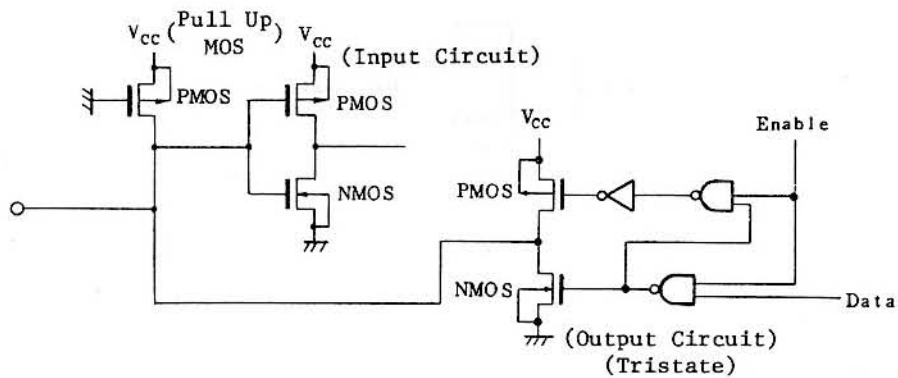 VCC (Pull Up
MOS)
VCC
(Input Circuit)
PMOS
PMOS
NMOS
VCC
Enable
PMOS
NMOS
Data
(Output Circuit)
(Tristate)